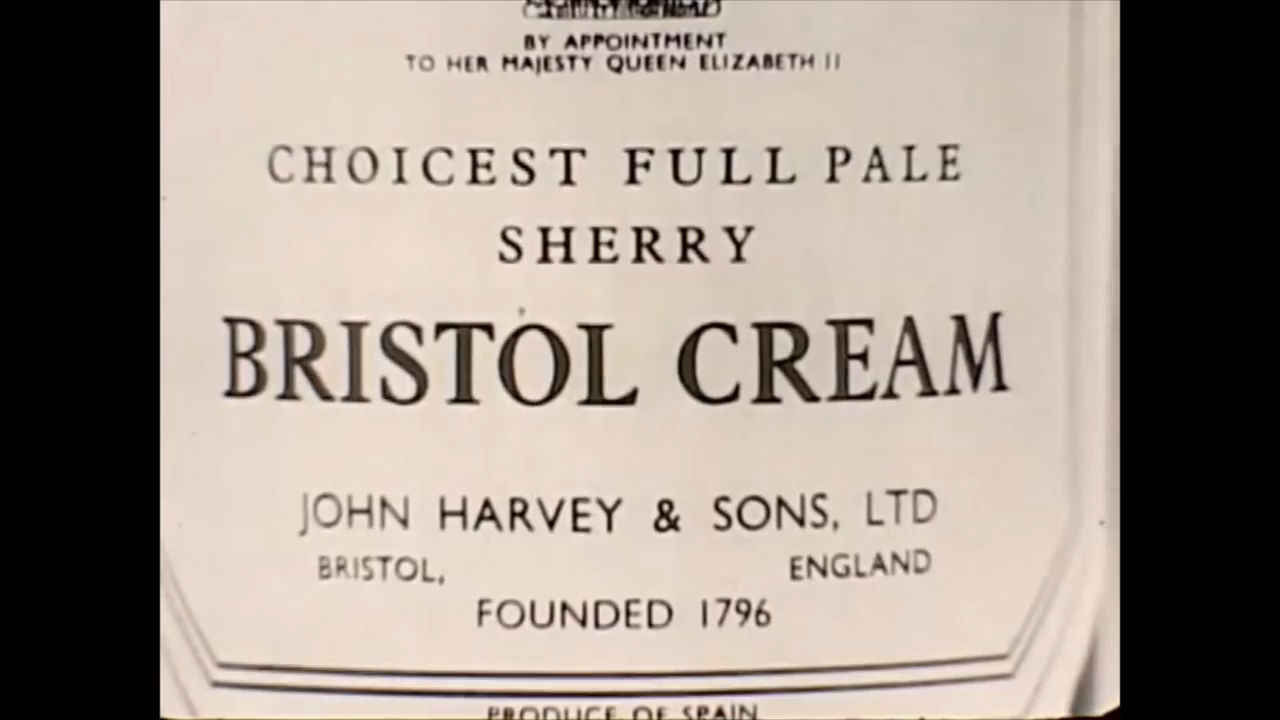 BY APPOINTMENT
TO HER MAJESTY QUEEN ELIZABETH II
CHOICEST FULL PALE
SHERRY
BRISTOL CREAM
JOHN HARVEY & SONS, LTD
BRISTOL, ENGLAND
FOUNDED 1796
PRODUCE OF SPAIN